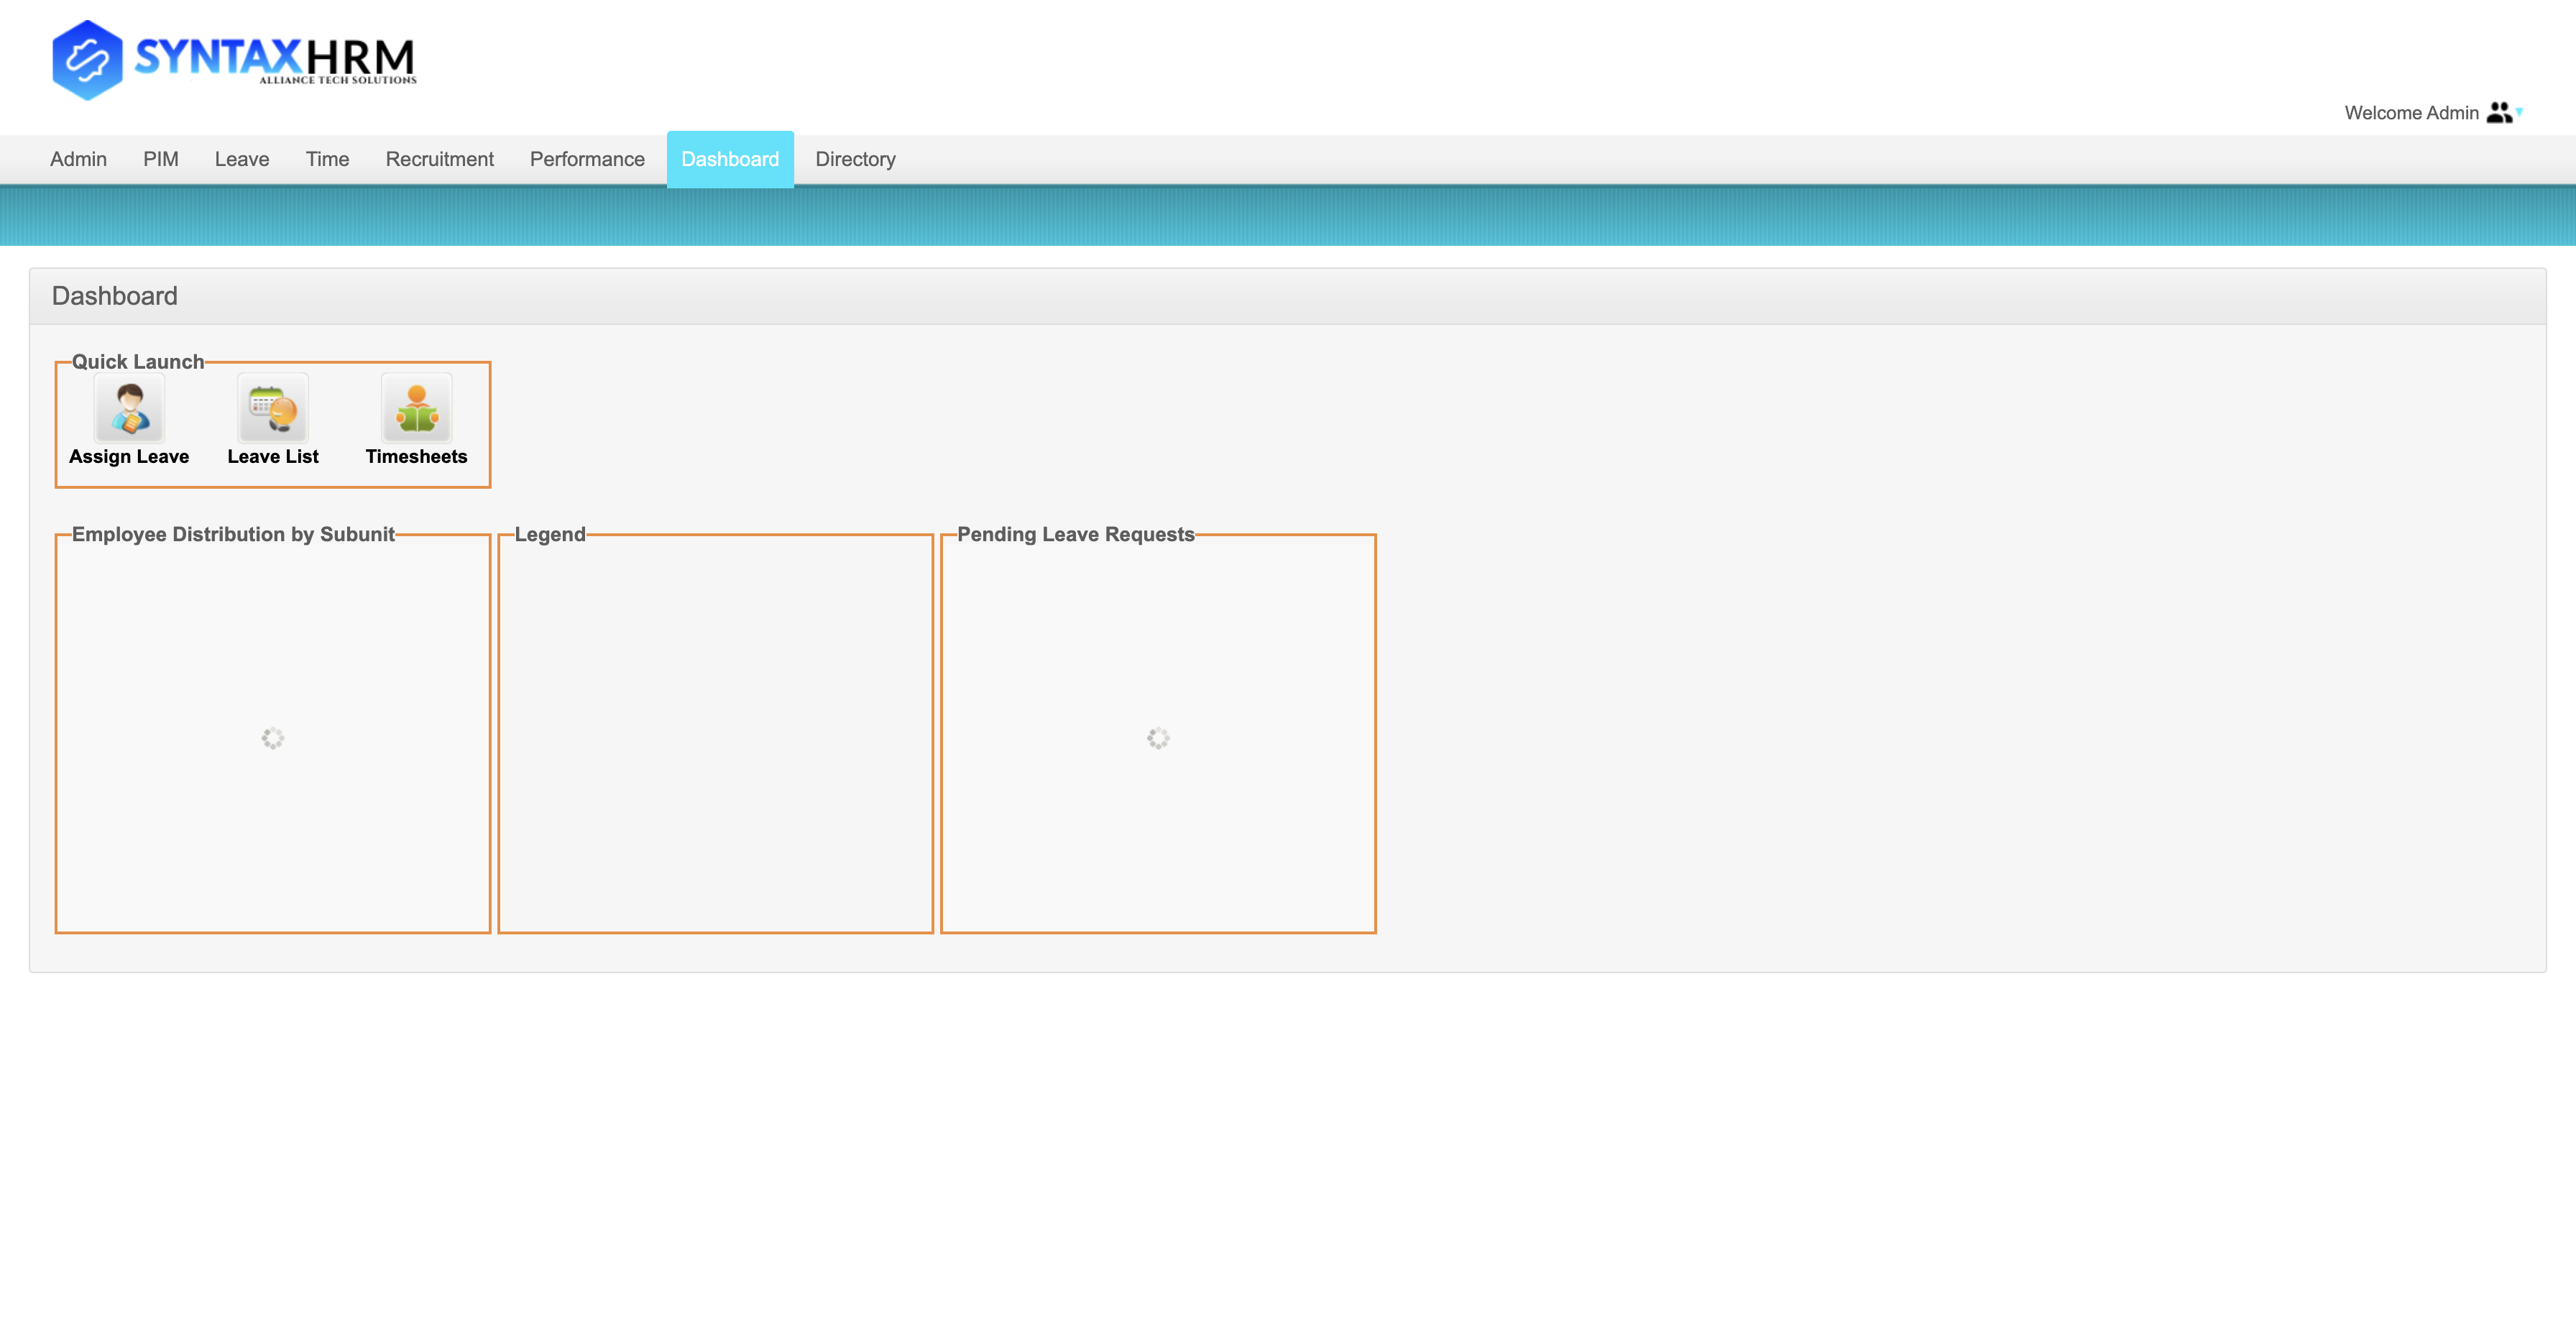 SYNTAXHRM
ALLIANCE TECH SOLUTIONS
Welcome Admin
Admin PIM Leave Time Recruitment Performance Dashboard Directory
Dashboard
Quick Launch
Assign Leave Leave List Timesheets
Employee Distribution by Subunit Legend Pending Leave Requests